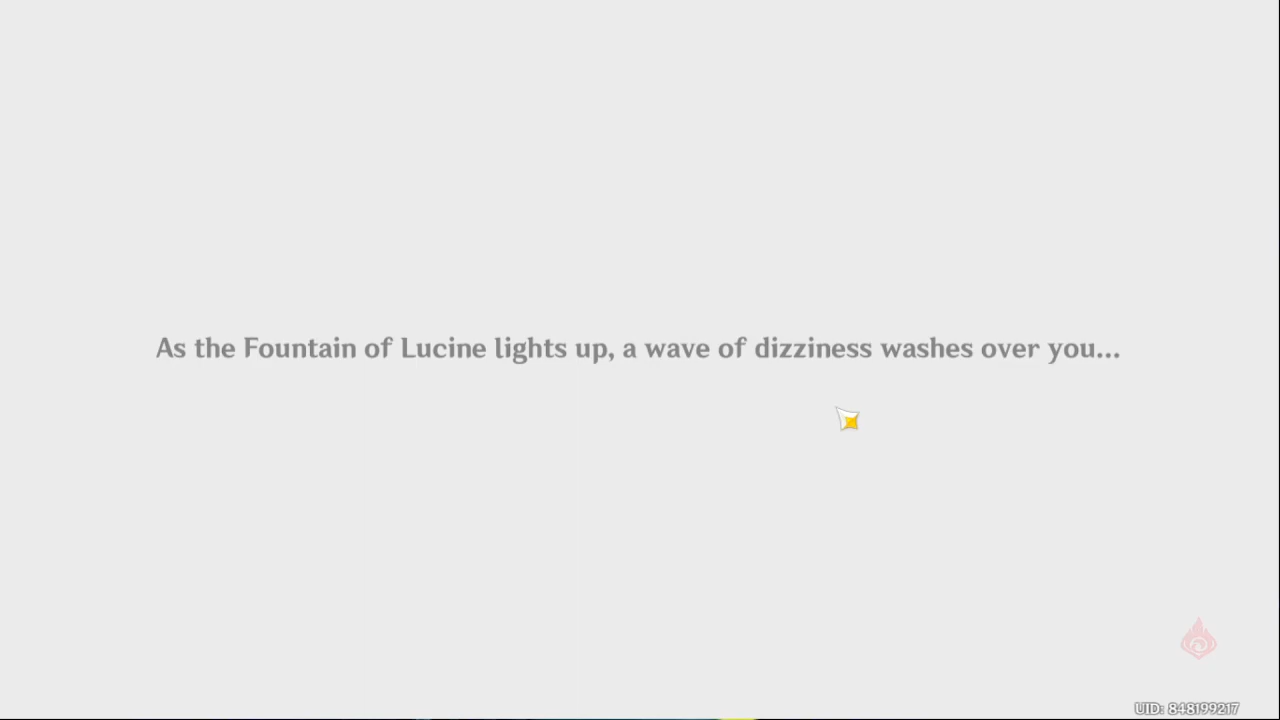 As the Fountain of Lucine lights up, a wave of dizziness washes over you...
UID: 848199217